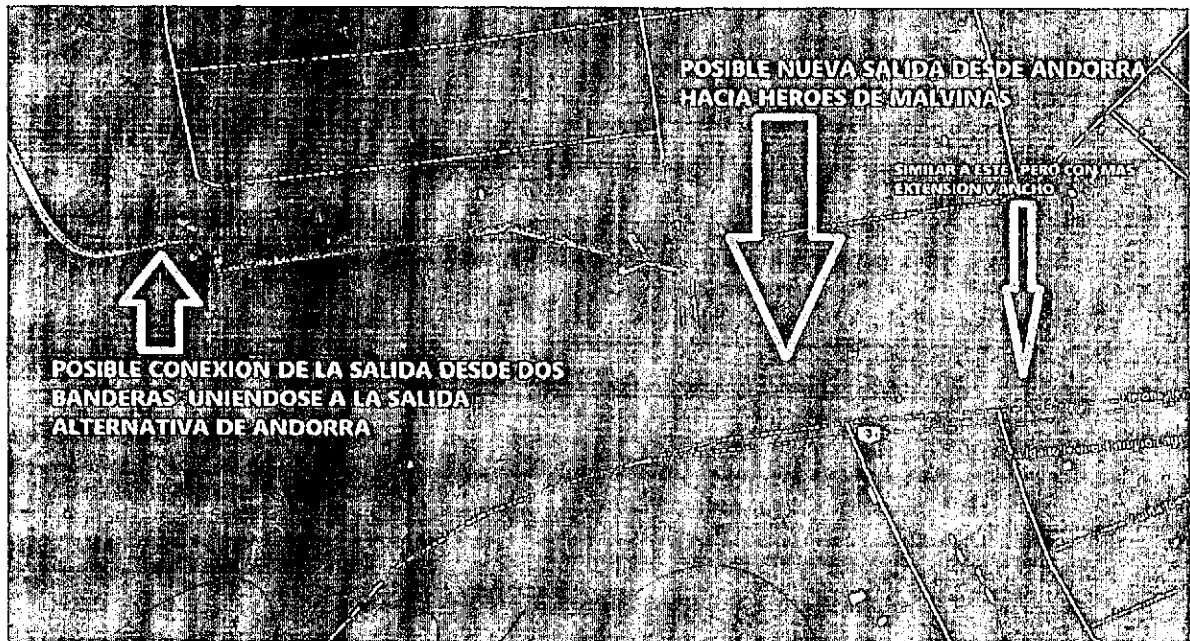 POSIBLE NUEVA SALIDA DESDE ANDORRA
HACIA HEROES DE MALVINAS
SIMILAR A ESTE PERO CON MAS
EXTENSION Y ANCHO
POSIBLE CONEXION DE LA SALIDA DESDE DOS
BANDERAS UNIENDOSE A LA SALIDA
ALTERNATIVA DE ANDORRA
3